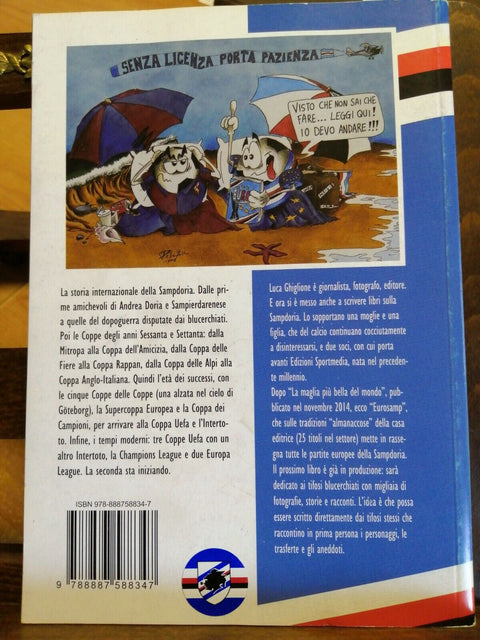 SENZA LICENZA PORTA PAZIENZA
VISTO CHE NON SAI CHE
FARE... LEGGI QUI!
IO DEVO ANDARE!!!
La storia internazionale della Sampdoria. Dalle pri-
me amichevoli di Andrea Doria e Sampierdarenese
a quelle del dopoguerra disputate dai blucerchiati.
Poi le Coppe degli anni Sessanta e Settanta: dalla
Mitropa alla Coppa dell'Amicizia, dalla Coppa delle
Fiere alla Coppa Rappan, dalla Coppa delle Alpi alla
Coppa Anglo-Italiana. Quindi l'età dei successi, con
le cinque Coppe delle Coppe (una alzata nel cielo di
Göteborg), la Supercoppa Europea e la Coppa dei
Campioni, per arrivare alla Coppa Uefa e l'Interto-
to. Infine, i tempi moderni: tre Coppe Uefa con un
altro Intertoto, la Champions League e due Europa
League. La seconda sta iniziando.
Luca Ghiglione è giornalista, fotografo, editore.
E ora si è messo anche a scrivere libri sulla
Sampdoria. Lo sopportano una moglie e una
figlia, che del calcio continuano cocciutamente
a disinteressarsi, e due soci, con cui porta
avanti Edizioni Sportmedia, nata nel preceden-
te millennio.
Dopo "La maglia più bella del mondo", pub-
blicato nel novembre 2014, ecco "Eurosamp",
che sulle tradizioni "almanaccose" della casa
editrice (25 titoli nel settore) mette in rasse-
gna tutte le partite europee della Sampdoria.
Il prossimo libro è già in produzione: sarà
dedicato ai tifosi blucerchiati con migliaia di
fotografie, storie e racconti. L'idea è che possa
essere scritto direttamente dai tifosi stessi che
raccontino in prima persona i personaggi, le
trasferte e gli aneddoti.
ISBN 978-888758834-7
9 788887 588347